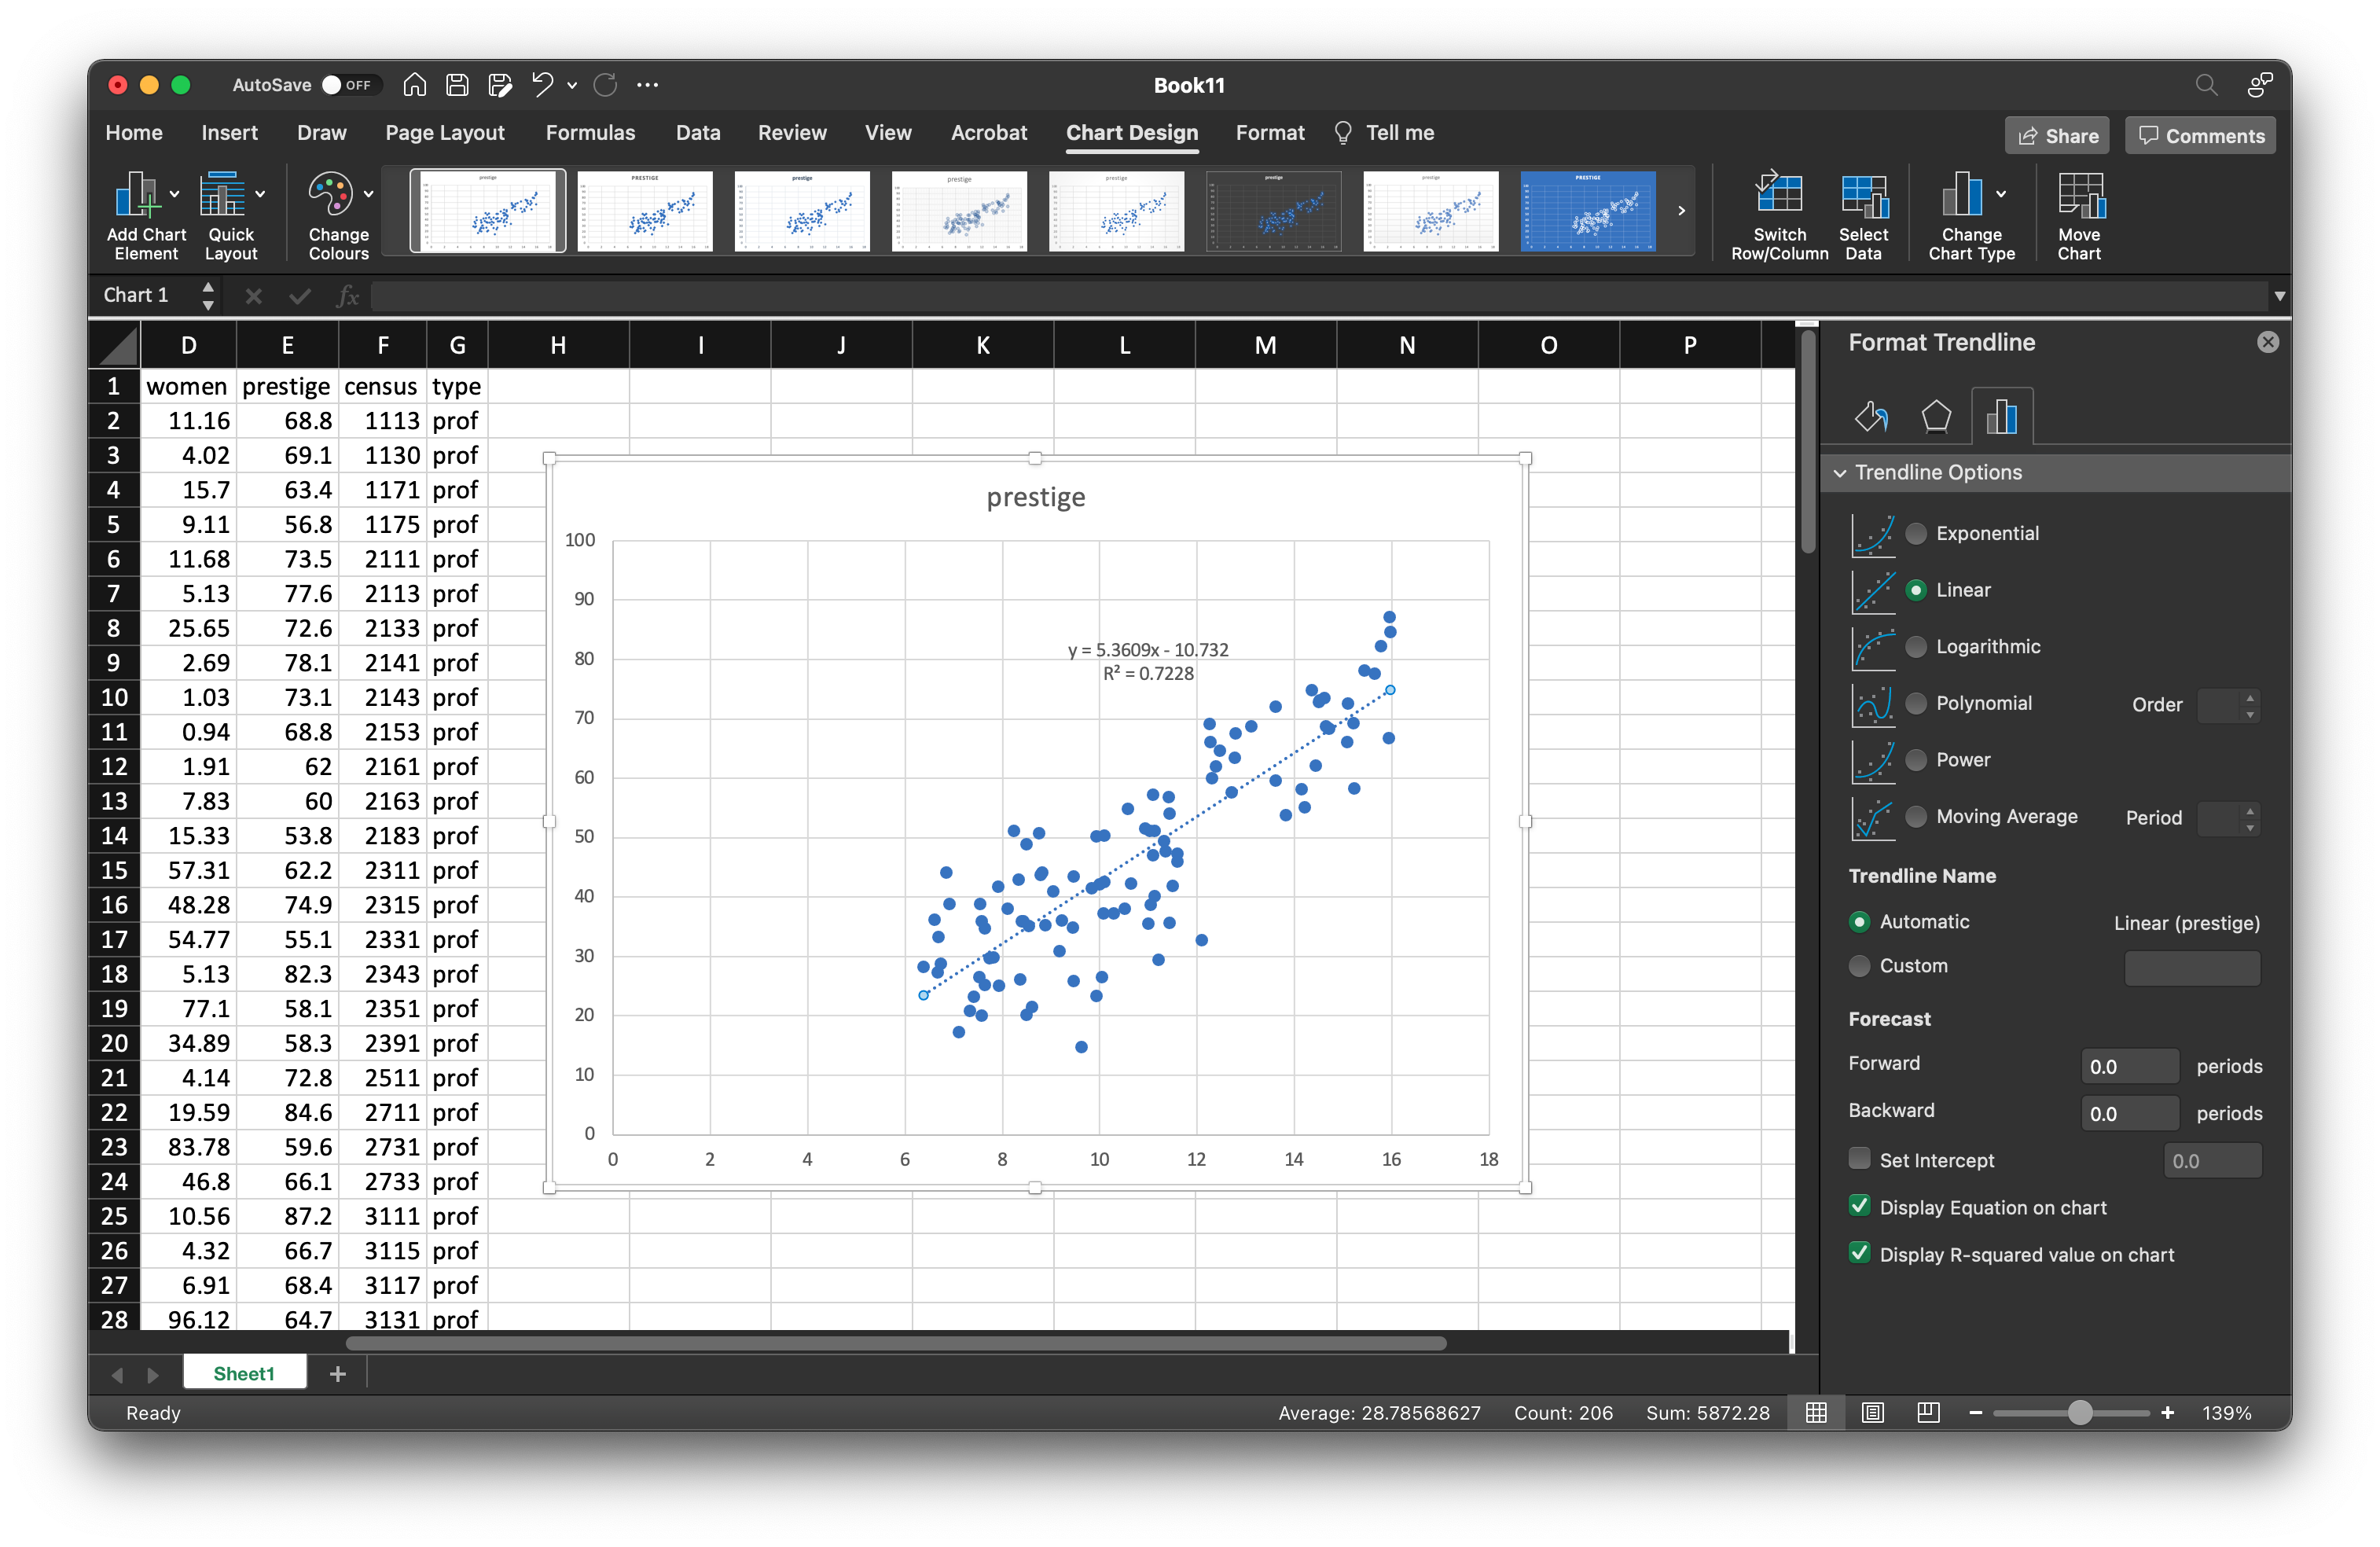 AutoSave OFF Book11
Home Insert Draw Page Layout Formulas Data Review View Acrobat Chart Design Format Tell me Share Comments
Add Chart Element Quick Layout Change Colours Switch Row/Column Select Data Change Chart Type Move Chart
Chart 1 fx
D E F G H I J K L M N O P
1 women prestige census type
2 11.16 68.8 1113 prof
3 4.02 69.1 1130 prof
4 15.7 63.4 1171 prof
5 9.11 56.8 1175 prof
6 11.68 73.5 2111 prof
7 5.13 77.6 2113 prof
8 25.65 72.6 2133 prof
9 2.69 78.1 2141 prof
10 1.03 73.1 2143 prof
11 0.94 68.8 2153 prof
12 1.91 62 2161 prof
13 7.83 60 2163 prof
14 15.33 53.8 2183 prof
15 57.31 62.2 2311 prof
16 48.28 74.9 2315 prof
17 54.77 55.1 2331 prof
18 5.13 82.3 2343 prof
19 77.1 58.1 2351 prof
20 34.89 58.3 2391 prof
21 4.14 72.8 2511 prof
22 19.59 84.6 2711 prof
23 83.78 59.6 2731 prof
24 46.8 66.1 2733 prof
25 10.56 87.2 3111 prof
26 4.32 66.7 3115 prof
27 6.91 68.4 3117 prof
28 96.12 64.7 3131 prof
prestige
100
90
80
70
60
50
40
30
20
10
0
0 2 4 6 8 10 12 14 16 18
y = 5.3609x - 10.732
R² = 0.7228
Format Trendline
Trendline Options
Exponential
Linear
Logarithmic
Polynomial Order
Power
Moving Average Period
Trendline Name
Automatic Linear (prestige)
Custom
Forecast
Forward 0.0 periods
Backward 0.0 periods
Set Intercept 0.0
Display Equation on chart
Display R-squared value on chart
Sheet1 +
Ready Average: 28.78568627 Count: 206 Sum: 5872.28 139%